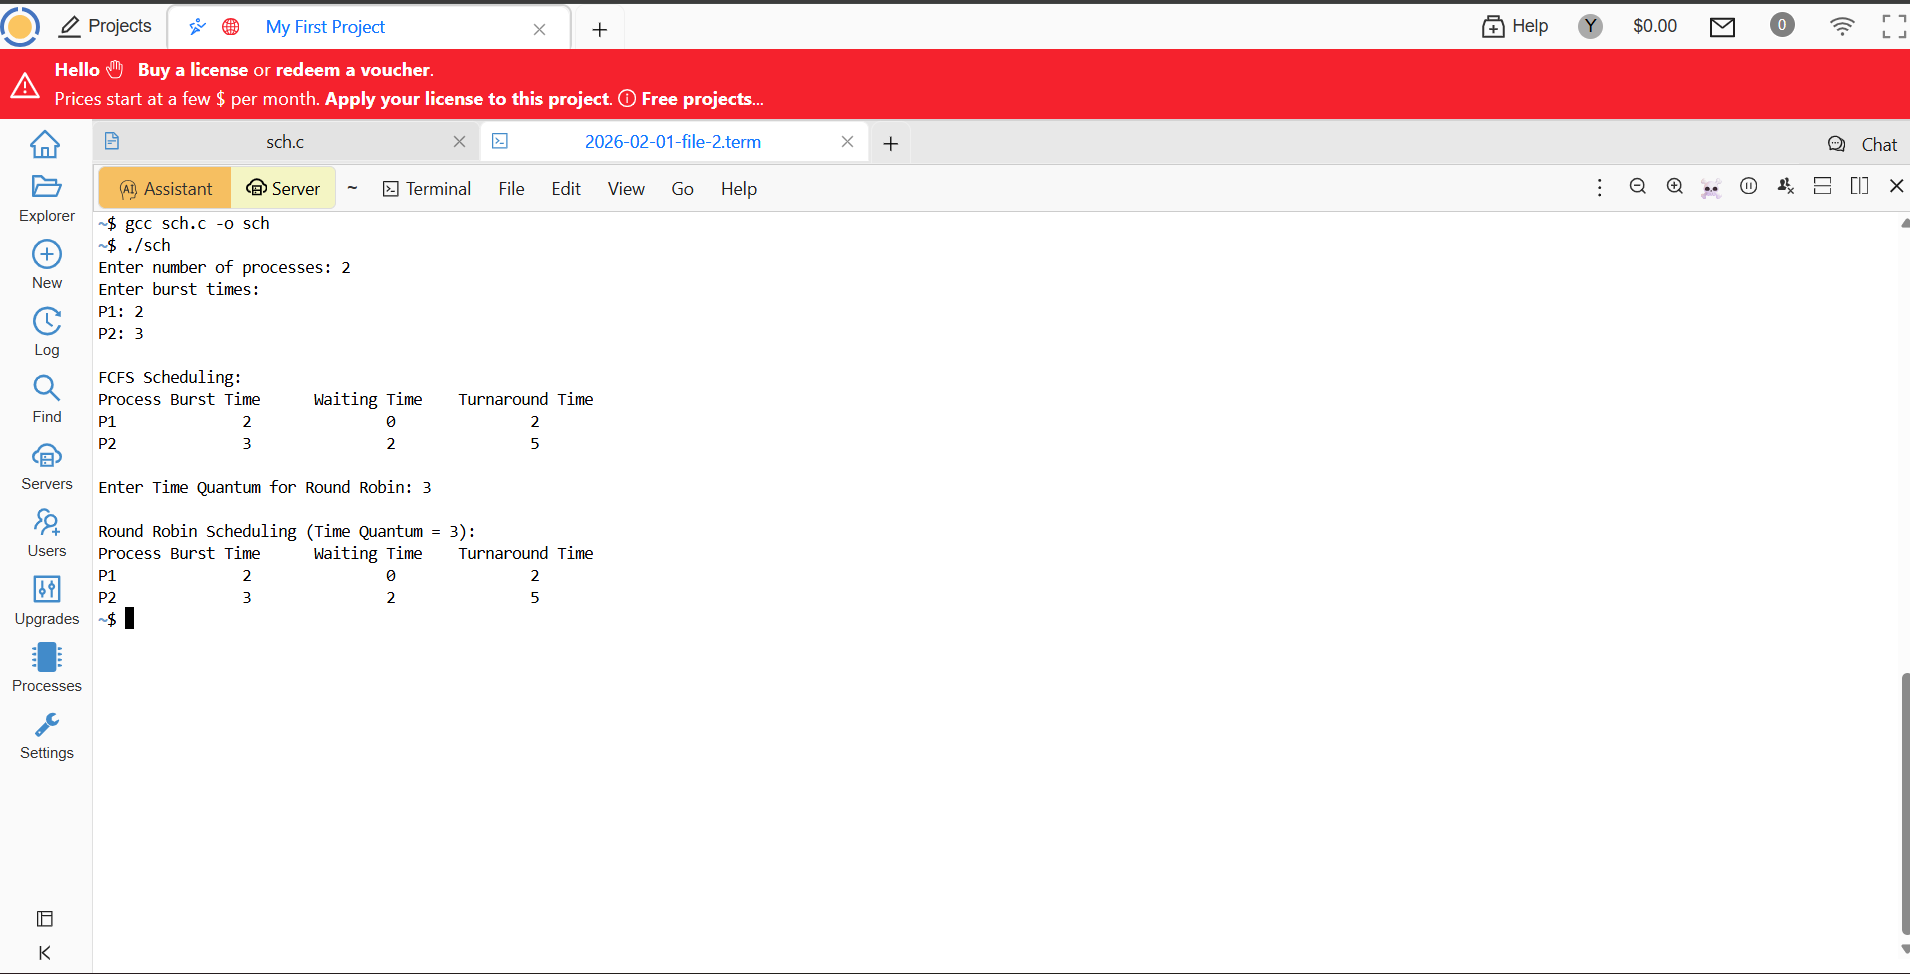 Projects
My First Project
Help
Y
$0.00
0
Hello Buy a license or redeem a voucher.
Prices start at a few $ per month. Apply your license to this project. Free projects...
sch.c
2026-02-01-file-2.term
Chat
Explorer
New
Log
Find
Servers
Users
Upgrades
Processes
Settings
AI Assistant
Server
~
Terminal
File
Edit
View
Go
Help
~$ gcc sch.c -o sch
~$ ./sch
Enter number of processes: 2
Enter burst times:
P1: 2
P2: 3
FCFS Scheduling:
Process Burst Time      Waiting Time    Turnaround Time
P1              2               0               2
P2              3               2               5
Enter Time Quantum for Round Robin: 3
Round Robin Scheduling (Time Quantum = 3):
Process Burst Time      Waiting Time    Turnaround Time
P1              2               0               2
P2              3               2               5
~$